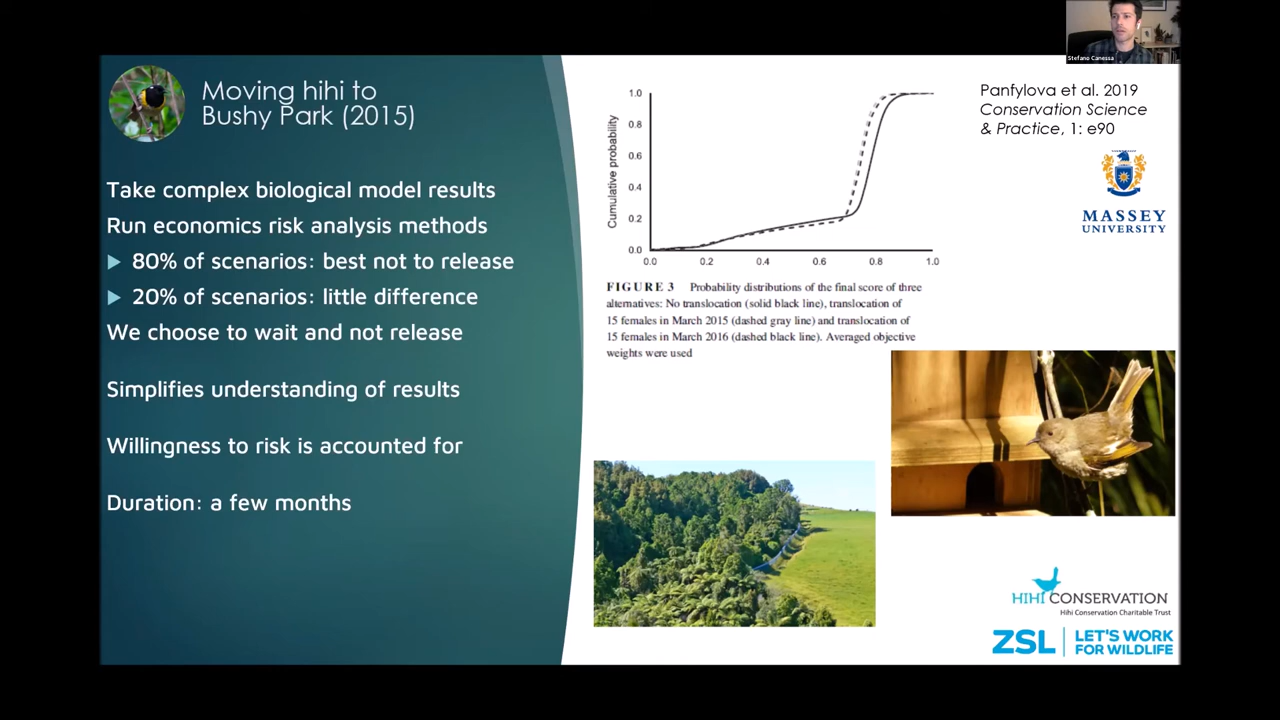 Stefano Canessa
Moving hihi to
Bushy Park (2015)
Take complex biological model results
Run economics risk analysis methods
80% of scenarios: best not to release
20% of scenarios: little difference
We choose to wait and not release
Simplifies understanding of results
Willingness to risk is accounted for
Duration: a few months
Cumulative probability
1.0
0.8
0.6
0.4
0.2
0.0
0.0 0.2 0.4 0.6 0.8 1.0
FIGURE 3 Probability distributions of the final score of three
alternatives: No translocation (solid black line), translocation of
15 females in March 2015 (dashed gray line) and translocation of
15 females in March 2016 (dashed black line). Averaged objective
weights were used
Panfylova et al. 2019
Conservation Science
& Practice, 1: e90
MASSEY
UNIVERSITY
HIHI CONSERVATION
Hihi Conservation Charitable Trust
ZSL
LET'S WORK
FOR WILDLIFE